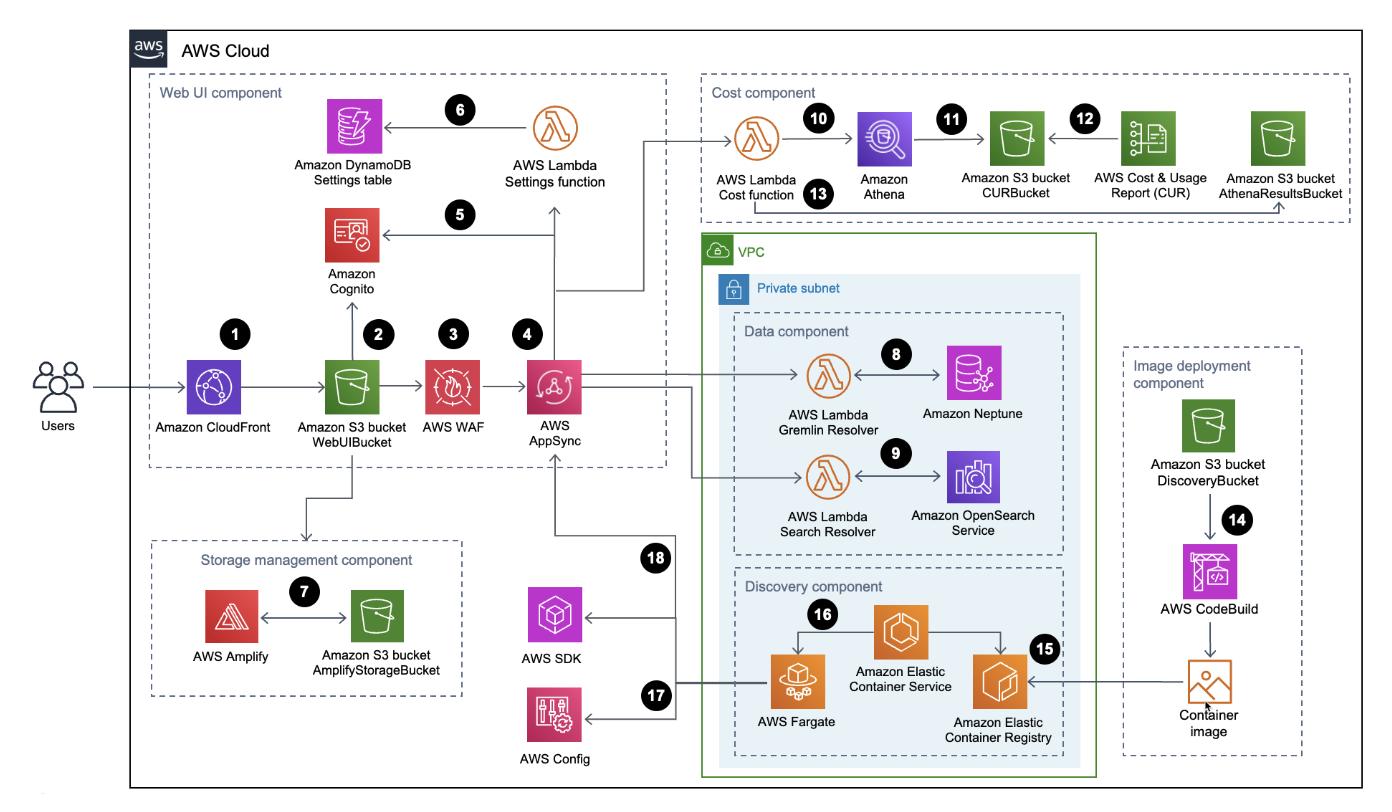 aws
AWS Cloud
Web UI component
6
Amazon DynamoDB
Settings table
AWS Lambda
Settings function
5
Amazon
Cognito
1
2
3
4
Users
Amazon CloudFront
Amazon S3 bucket
WebUIBucket
AWS WAF
AWS
AppSync
Cost component
10
11
12
AWS Lambda
Cost function
13
Amazon
Athena
Amazon S3 bucket
CURBucket
AWS Cost & Usage
Report (CUR)
Amazon S3 bucket
AthenaResultsBucket
VPC
Private subnet
Data component
8
AWS Lambda
Gremlin Resolver
Amazon Neptune
9
AWS Lambda
Search Resolver
Amazon OpenSearch
Service
Image deployment
component
Amazon S3 bucket
DiscoveryBucket
14
AWS CodeBuild
Container
image
Storage management component
7
AWS Amplify
Amazon S3 bucket
AmplifyStorageBucket
18
AWS SDK
17
AWS Config
Discovery component
16
Amazon Elastic
Container Service
15
AWS Fargate
Amazon Elastic
Container Registry